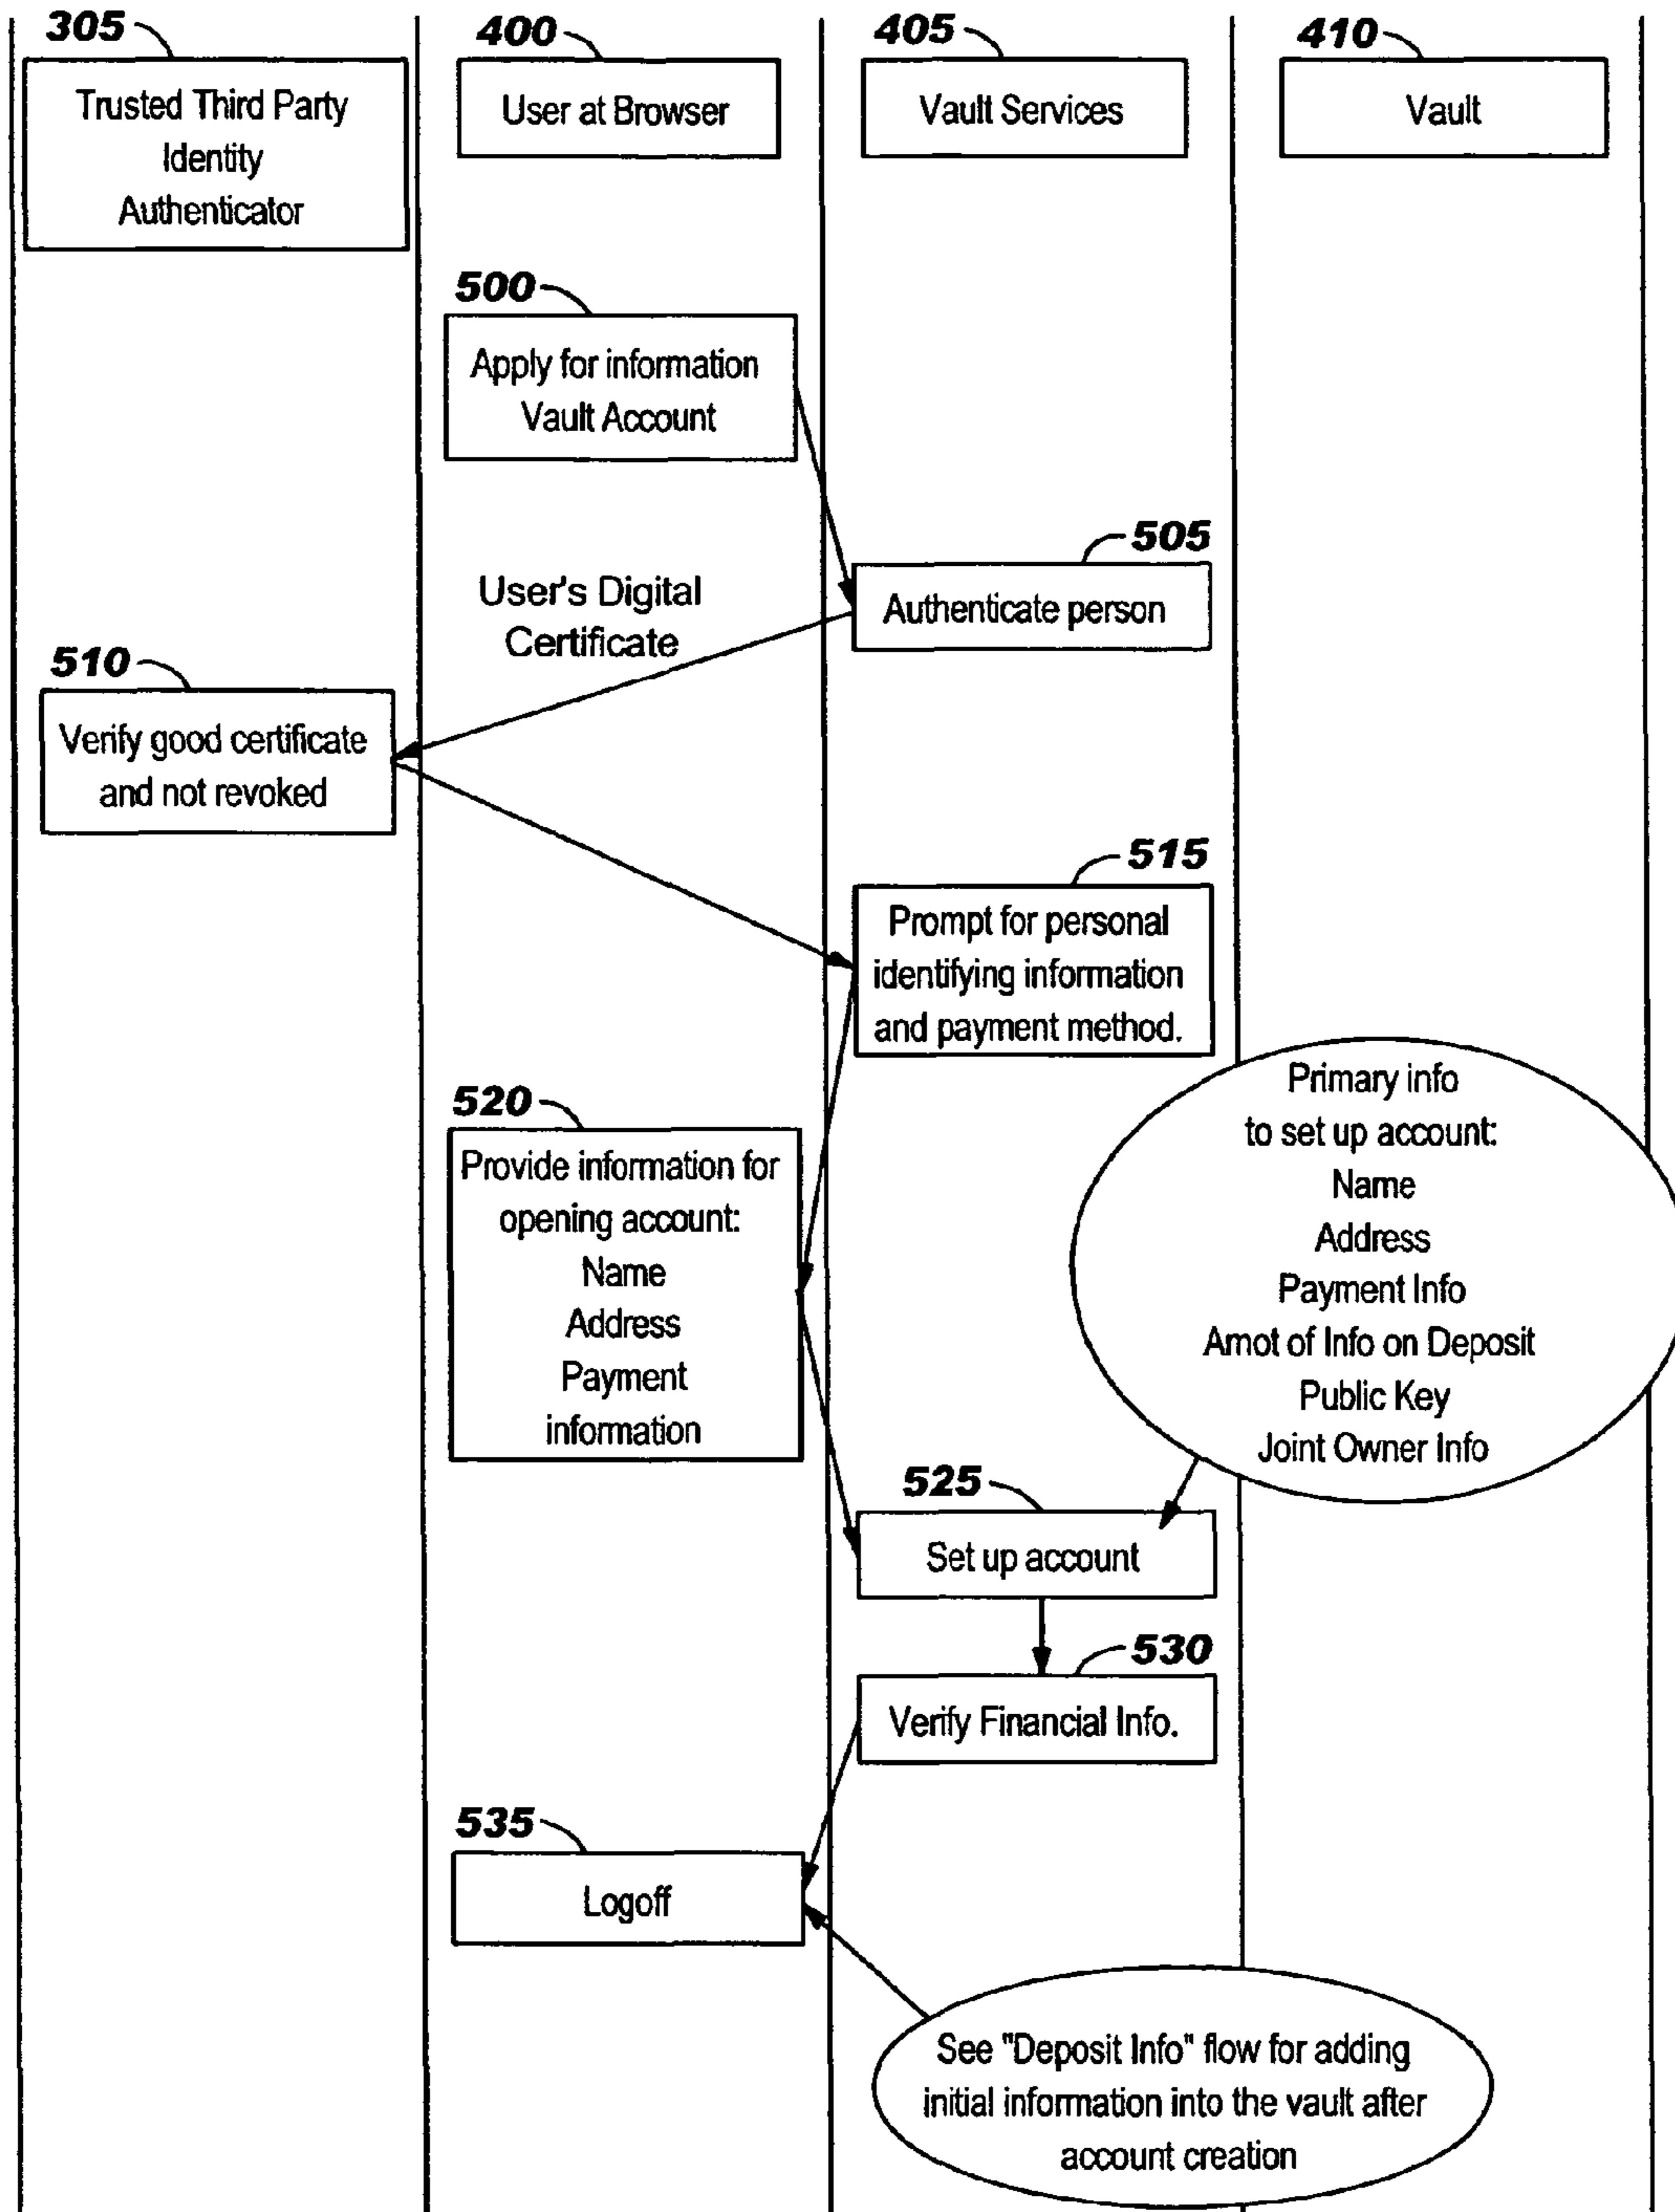 305
400
405
410
Trusted Third Party
Identity
Authenticator
User at Browser
Vault Services
Vault
500
Apply for information
Vault Account
505
Authenticate person
User's Digital
Certificate
510
Verify good certificate
and not revoked
515
Prompt for personal
identifying information
and payment method.
520
Provide information for
opening account:
Name
Address
Payment
information
Primary info
to set up account:
Name
Address
Payment Info
Amot of Info on Deposit
Public Key
Joint Owner Info
525
Set up account
530
Verify Financial Info.
535
Logoff
See "Deposit Info" flow for adding
initial information into the vault after
account creation